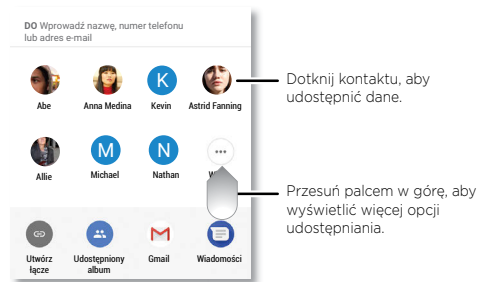 DO Wprowadź nazwę, numer telefonu
lub adres e-mail
K
Abe Anna Medina Kevin Astrid Fanning
Dotknij kontaktu, aby
udostępnić dane.
M N
Allie Michael Nathan
Przesuń palcem w górę, aby
wyświetlić więcej opcji
udostępniania.
Utwórz Udostępniony Gmail Wiadomości
łącze album